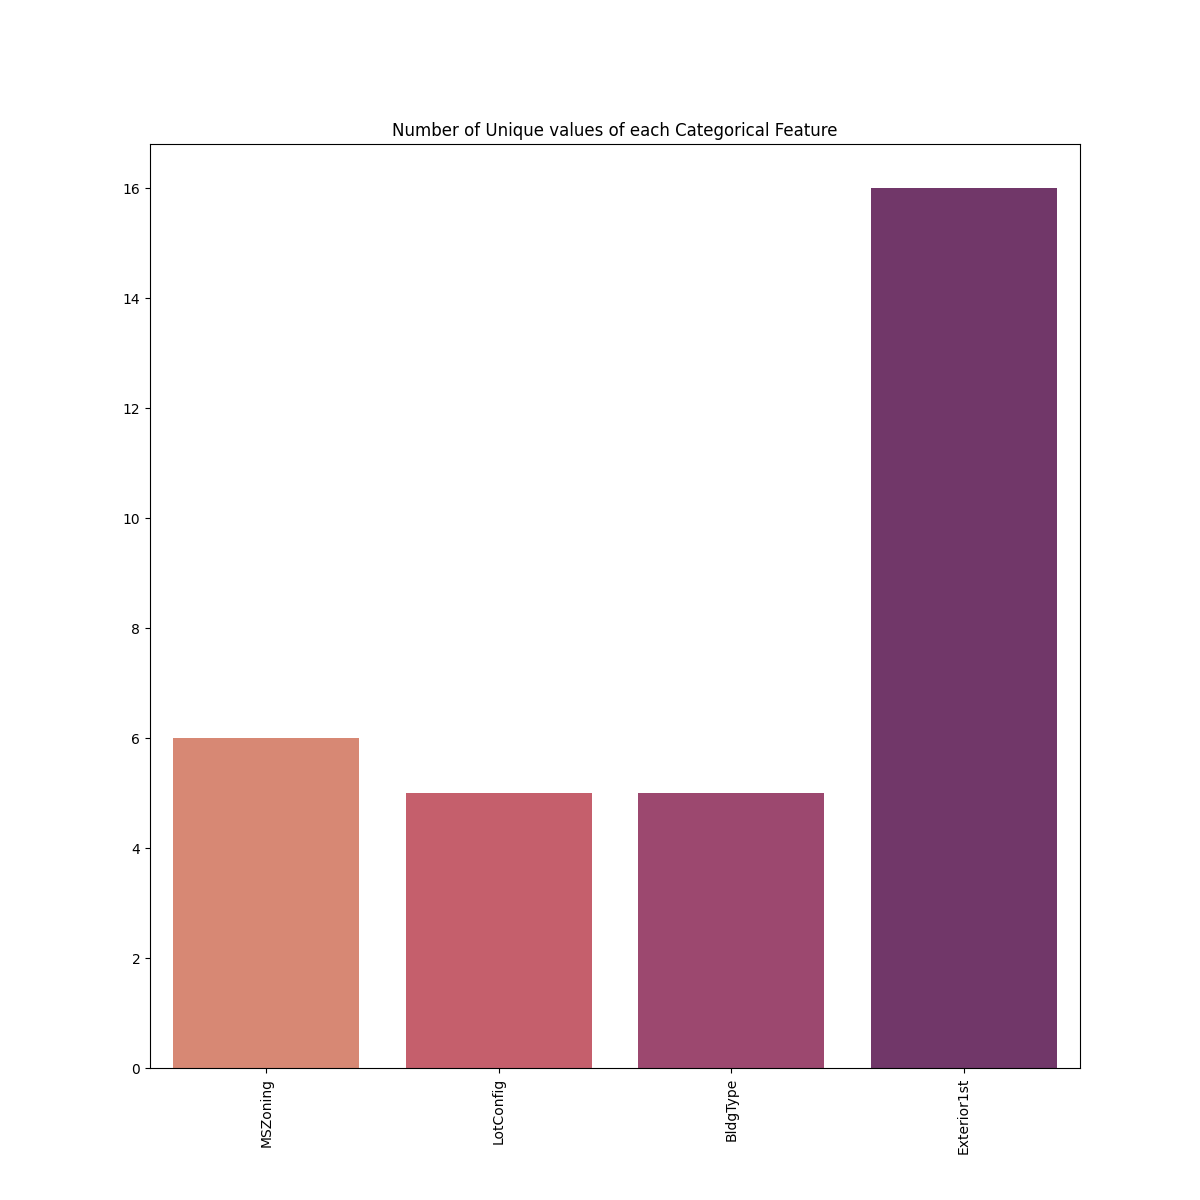 Number of Unique values of each Categorical Feature
16
14
12
10
8
6
4
2
0
MSZoning
LotConfig
BldgType
Exterior1st